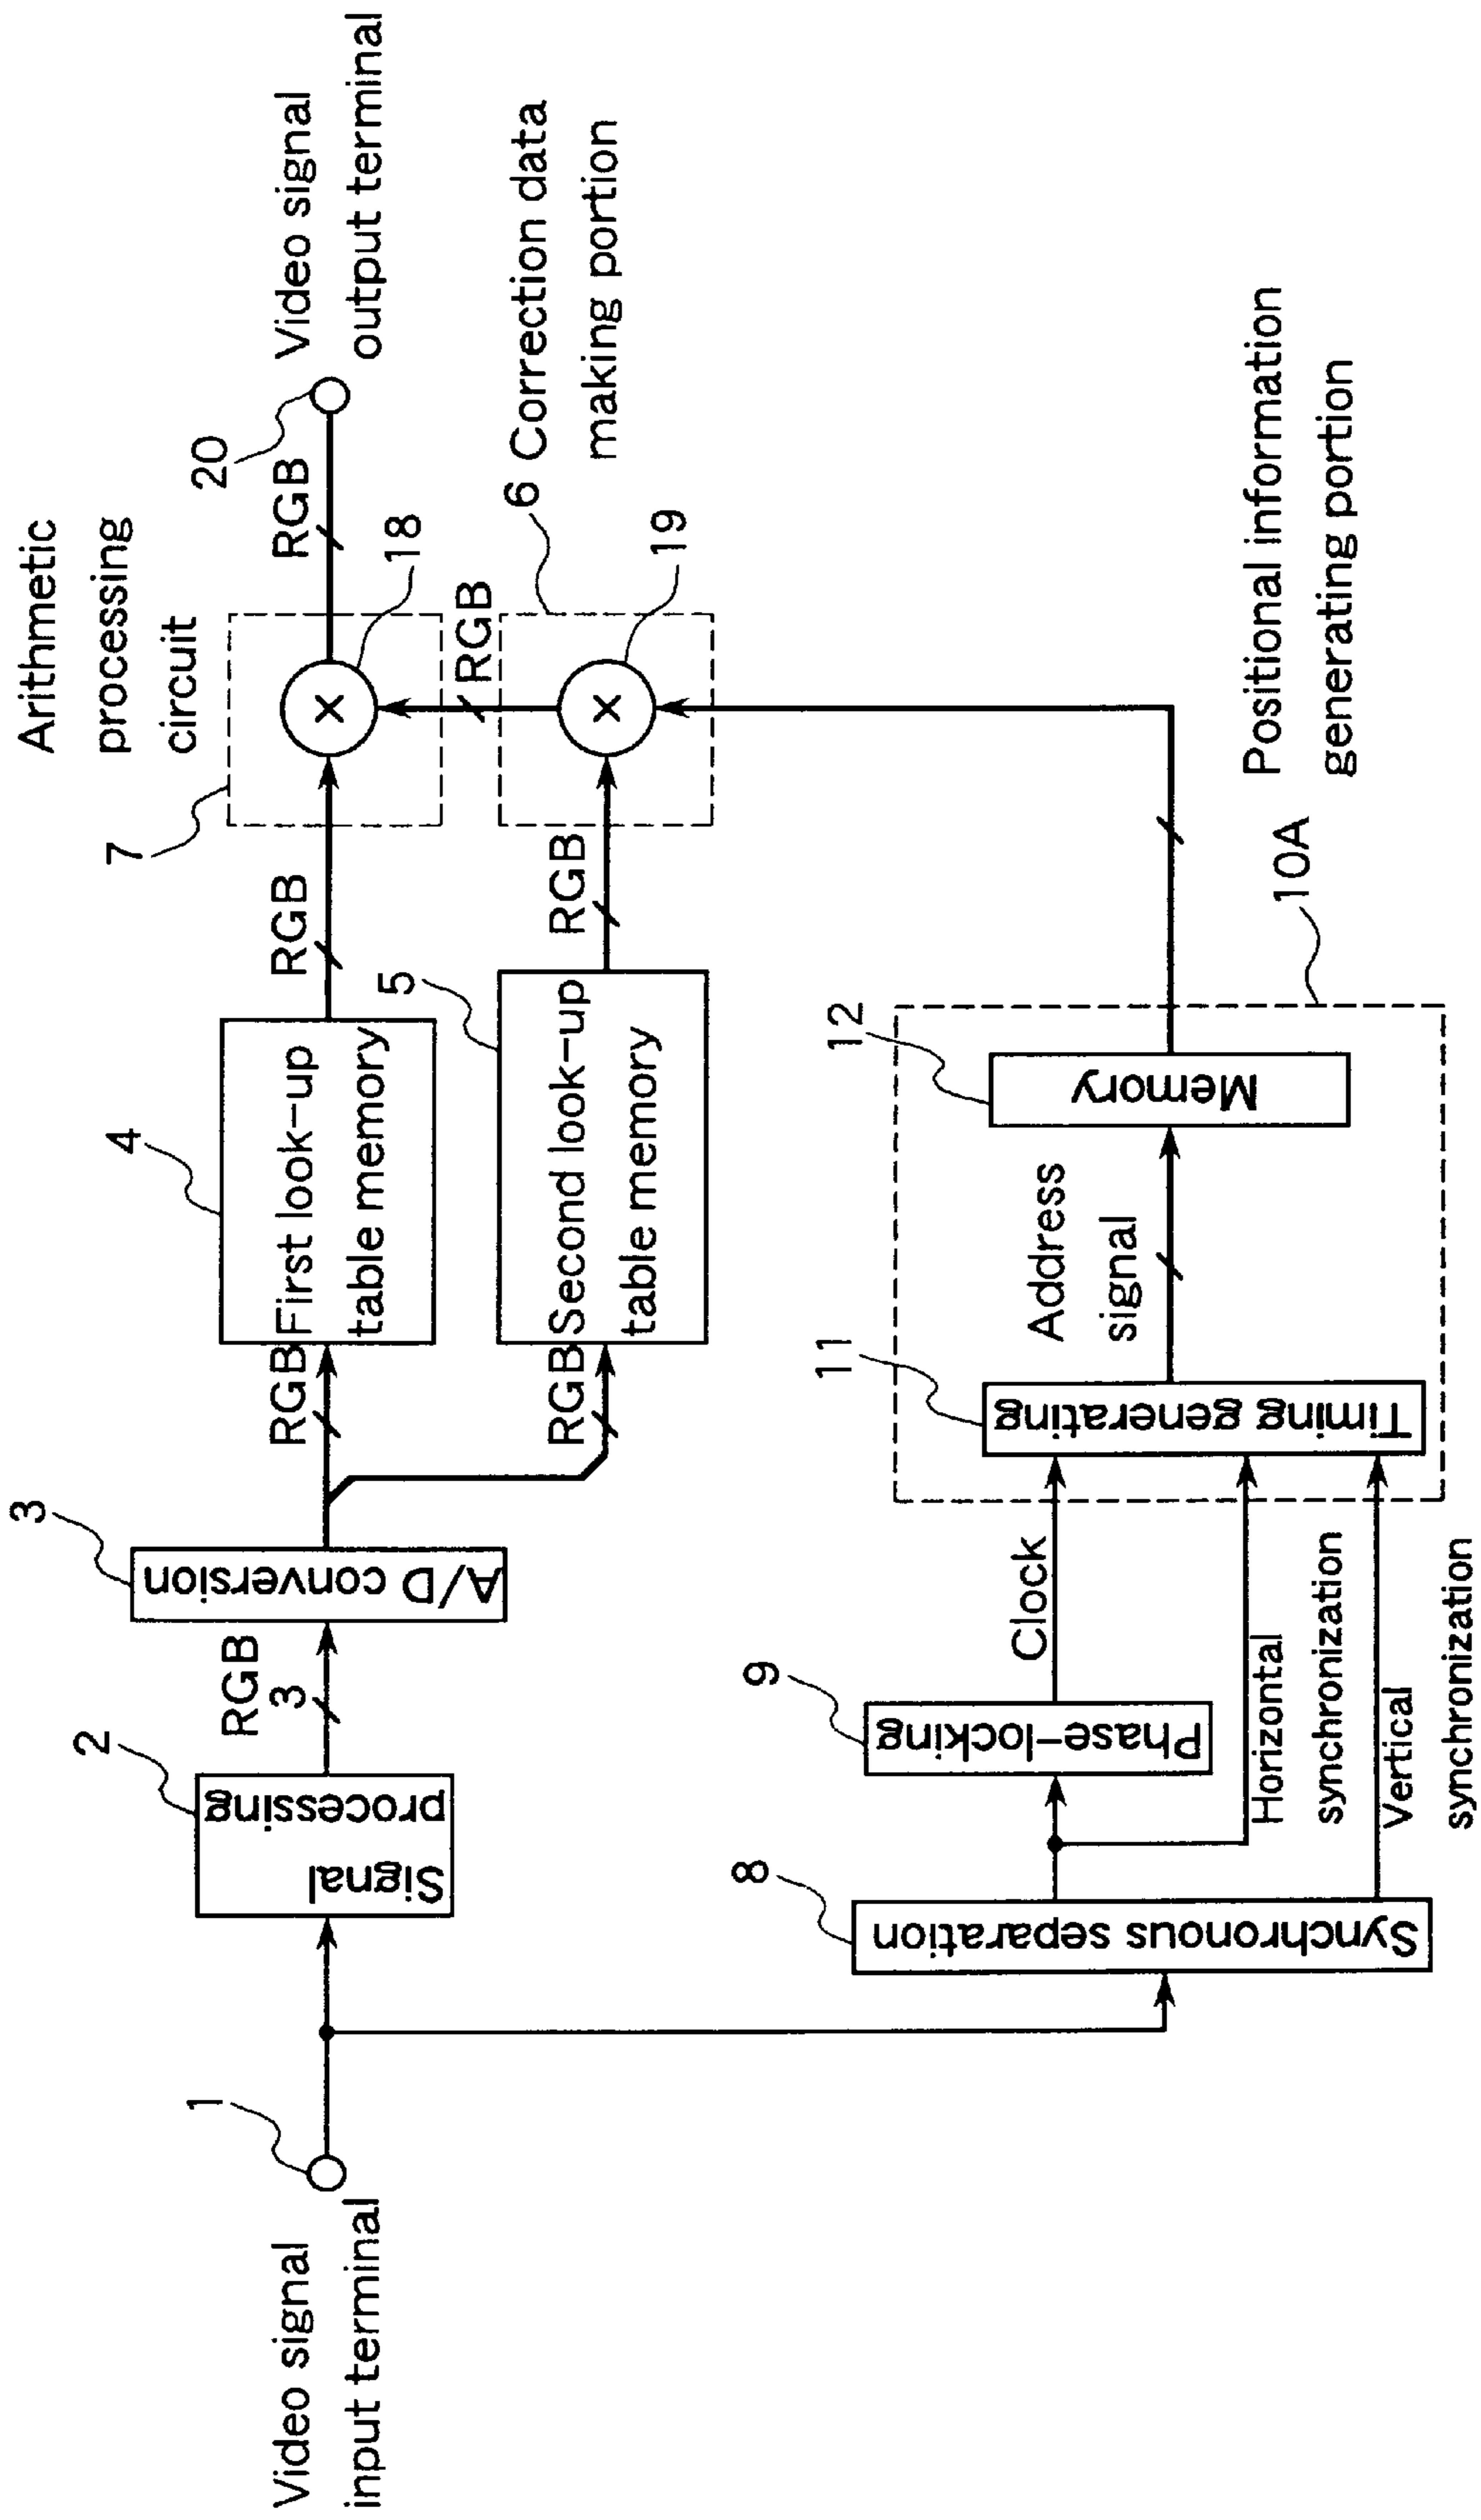 Arithmetic
processing
circuit
7
20
RGB
Video signal
output terminal
4
First look-up
table memory
RGB
RGB
18
RGB
6
Correction data
making portion
19
5
Second look-up
table memory
RGB
RGB
3
A/D conversion
RGB
3
2
Signal
processing
1
Video signal
input terminal
8
Synchronous separation
9
Phase-locking
Clock
Horizontal
synchronization
Vertical
synchronization
11
Timing generating
Address
signal
12
Memory
10A
Positional information
generating portion